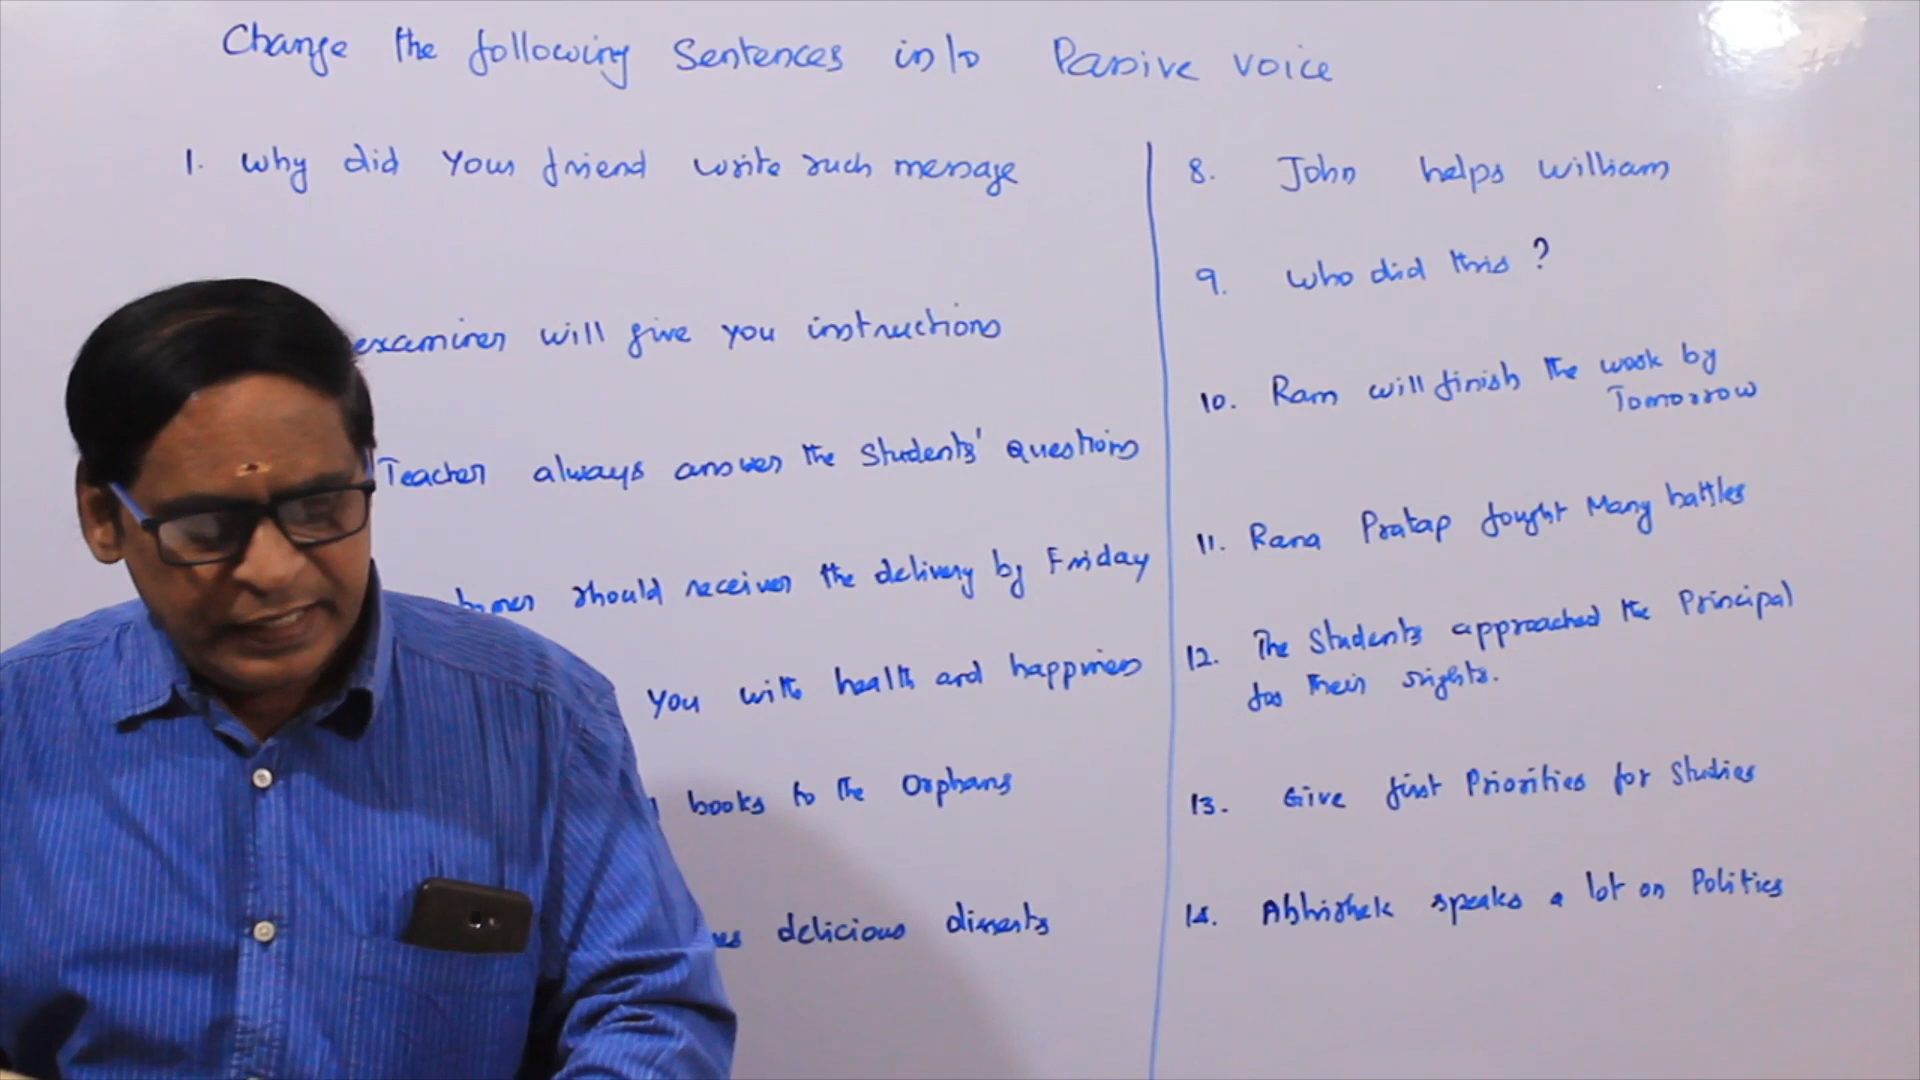 Change the following Sentences into Passive voice
1. Why did Your friend write such message
examiner will give you instructions
Teacher always answer the Students' Questions
should receives the delivery by Friday
You with health and happiness
books to the Orphans
delicious disserts
8. John helps William
9. Who did this ?
10. Ram will finish the work by
Tomorrow
11. Rana Pratap fought Many battles
12. The Students approached the Principal
for their rights.
13. Give first Priorities for Studies
14. Abhishek speaks a lot on Politics